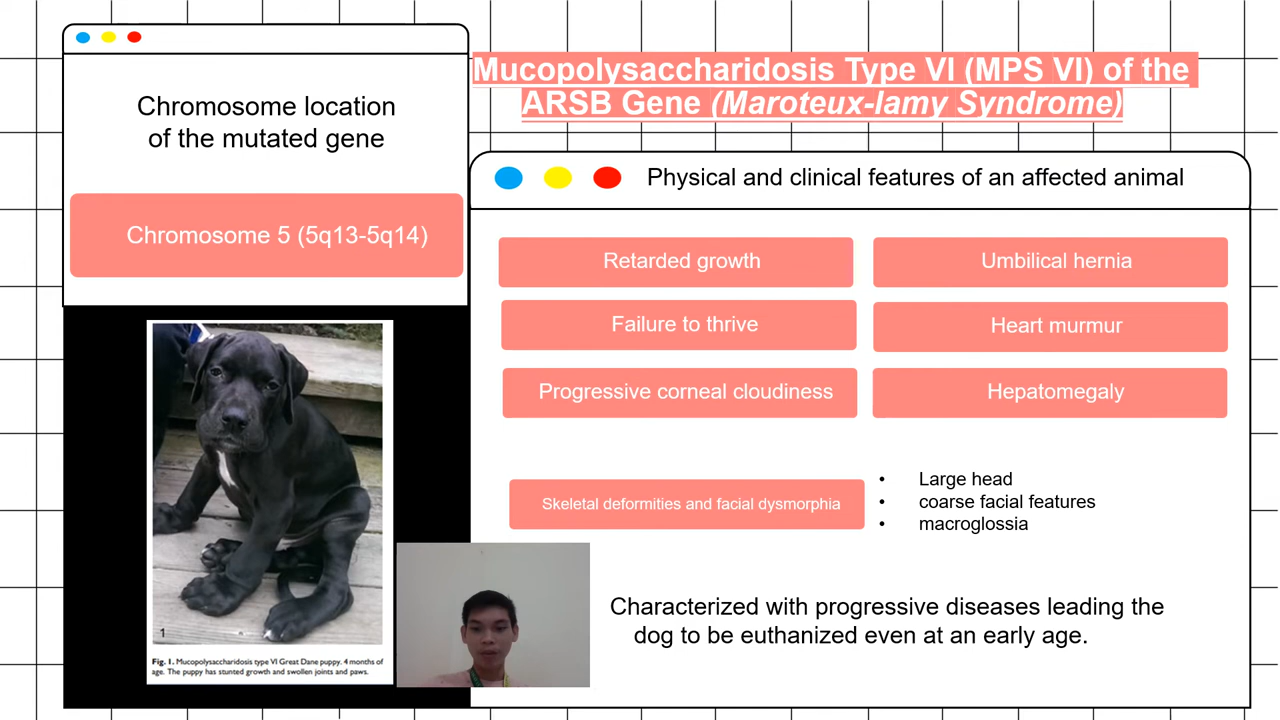 Mucopolysaccharidosis Type VI (MPS VI) of the
ARSB Gene (Maroteux-lamy Syndrome)
Chromosome location
of the mutated gene
Chromosome 5 (5q13-5q14)
1
Fig. 1. Mucopolysaccharidosis type VI Great Dane puppy. 4 months of
age. The puppy has stunted growth and swollen joints and paws.
Physical and clinical features of an affected animal
Retarded growth
Umbilical hernia
Failure to thrive
Heart murmur
Progressive corneal cloudiness
Hepatomegaly
Skeletal deformities and facial dysmorphia
• Large head
• coarse facial features
• macroglossia
Characterized with progressive diseases leading the
dog to be euthanized even at an early age.